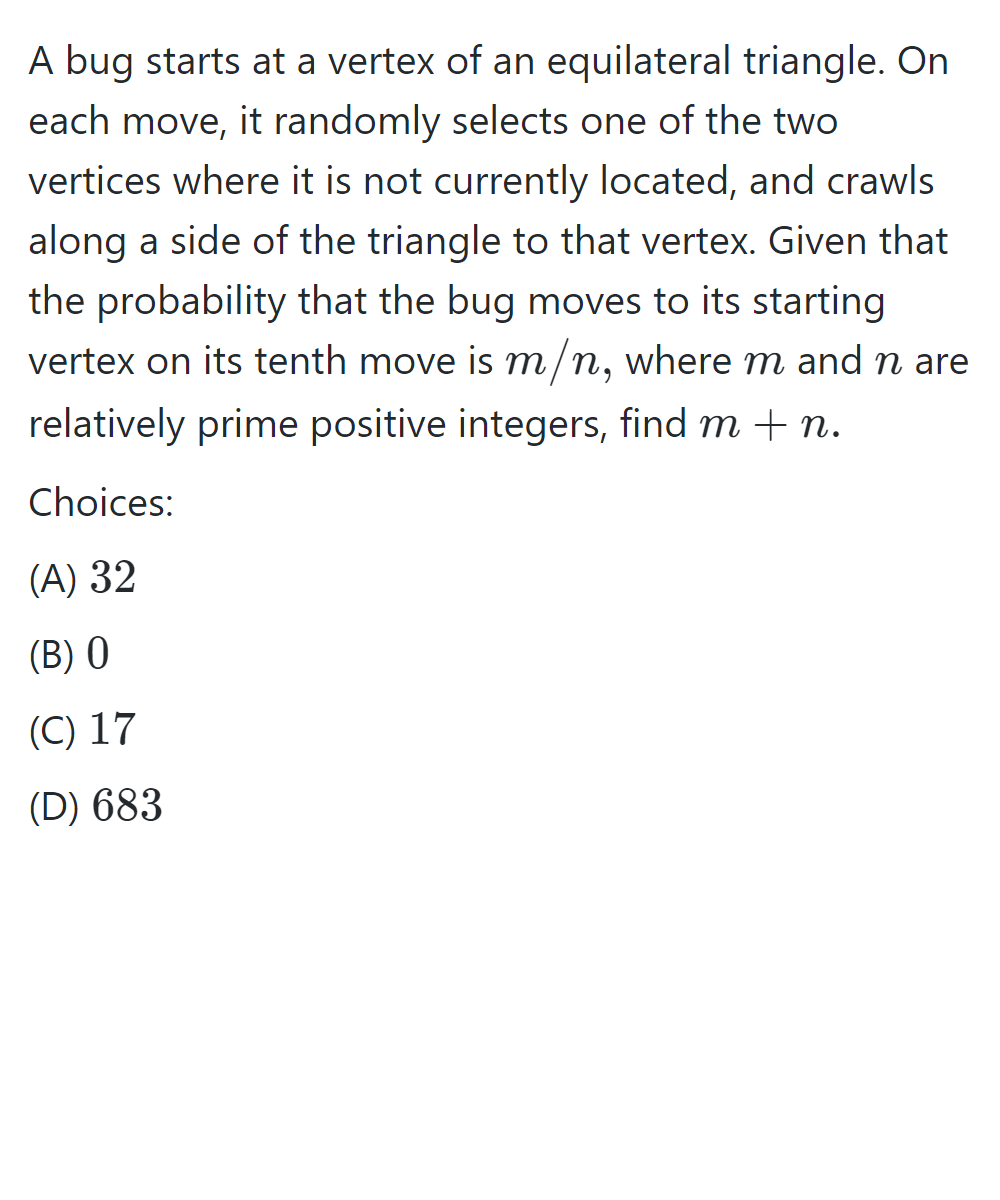 A bug starts at a vertex of an equilateral triangle. On
each move, it randomly selects one of the two
vertices where it is not currently located, and crawls
along a side of the triangle to that vertex. Given that
the probability that the bug moves to its starting
vertex on its tenth move is m/n, where m and n are
relatively prime positive integers, find m + n.
Choices:
(A) 32
(B) 0
(C) 17
(D) 683